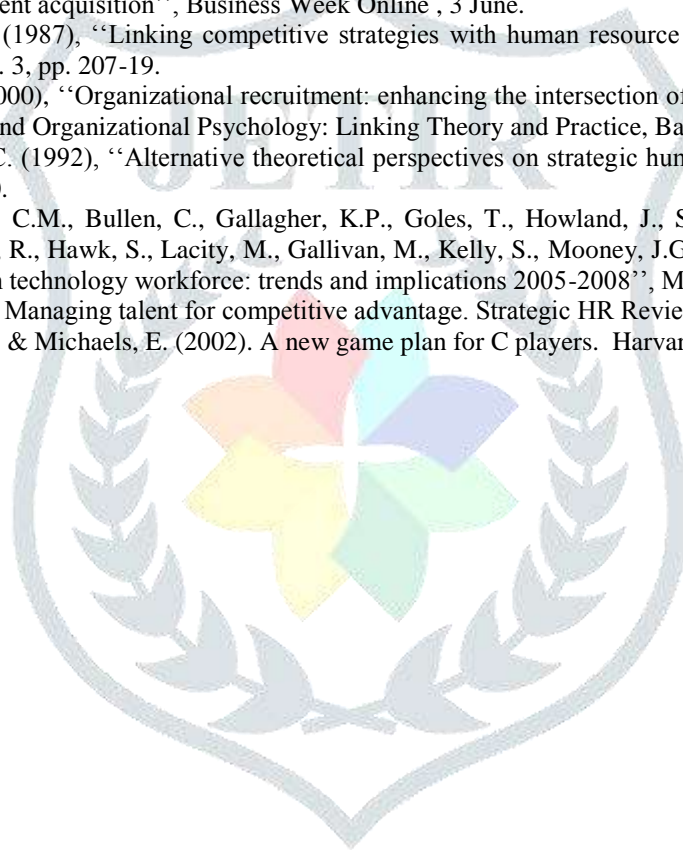 ent acquisition’’, Business Week Online , 3 June.
(1987), ‘‘Linking competitive strategies with human resource
. 3, pp. 207-19.
000), ‘‘Organizational recruitment: enhancing the intersection of
nd Organizational Psychology: Linking Theory and Practice, Ba
C. (1992), ‘‘Alternative theoretical perspectives on strategic hum
).
C.M., Bullen, C., Gallagher, K.P., Goles, T., Howland, J., S
, R., Hawk, S., Lacity, M., Gallivan, M., Kelly, S., Mooney, J.G
n technology workforce: trends and implications 2005-2008’’, M
Managing talent for competitive advantage. Strategic HR Revie
& Michaels, E. (2002). A new game plan for C players. Harvar
JETIR